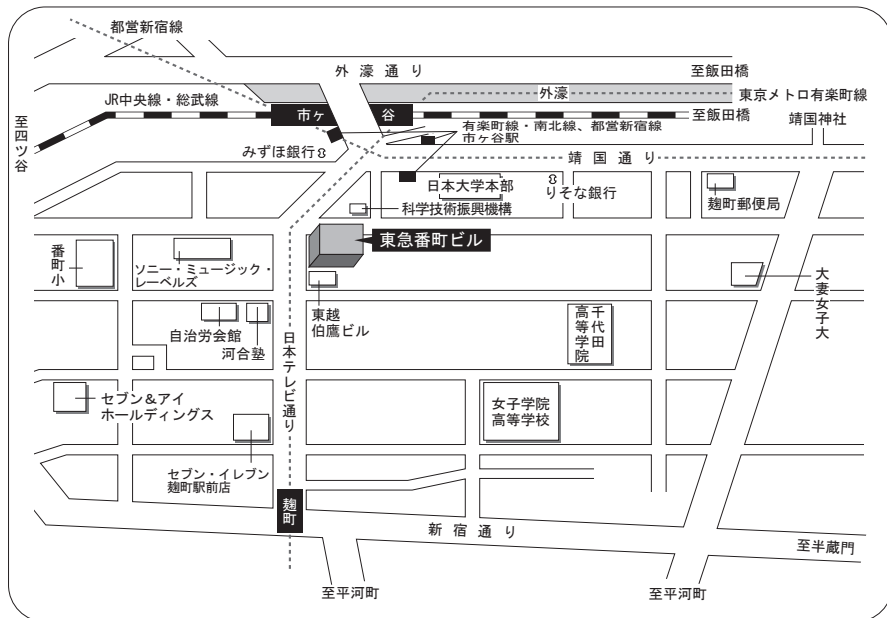 都営新宿線
外濠通り
至飯田橋
JR中央線・総武線
外濠
東京メトロ有楽町線
市ヶ谷
至飯田橋
至四ツ谷
有楽町線・南北線、都営新宿線
市ヶ谷駅
靖国神社
みずほ銀行
靖国通り
日本大学本部
りそな銀行
科学技術振興機構
麹町郵便局
東急番町ビル
番町小
ソニー・ミュージック・
レーベルズ
大妻女子大
東越
伯鷹ビル
千代田
高等学院
自治労会館
河合塾
日本テレビ通り
セブン&アイ
ホールディングス
女子学院
高等学校
セブン・イレブン
麹町駅前店
麹町
新宿通り
至半蔵門
至平河町
至平河町